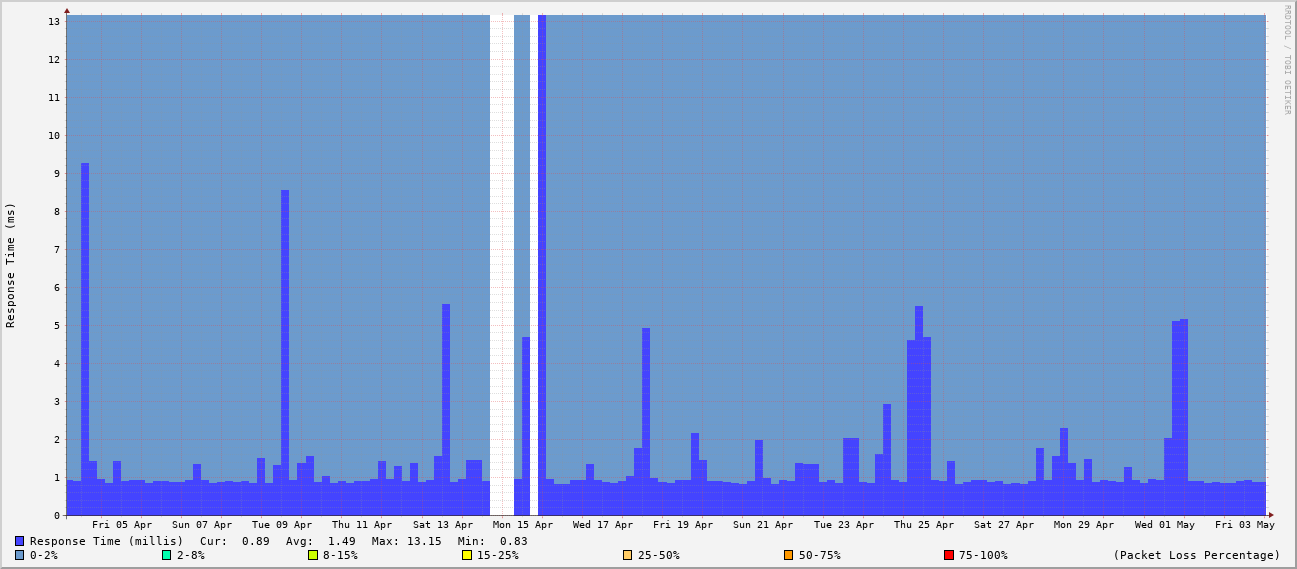 RRDTOOL / TOBI OETIKER
Response Time (ms)
13
12
11
10
9
8
7
6
5
4
3
2
1
0
Fri 05 Apr Sun 07 Apr Tue 09 Apr Thu 11 Apr Sat 13 Apr Mon 15 Apr Wed 17 Apr Fri 19 Apr Sun 21 Apr Tue 23 Apr Thu 25 Apr Sat 27 Apr Mon 29 Apr Wed 01 May Fri 03 May
Response Time (millis) Cur: 0.89 Avg: 1.49 Max: 13.15 Min: 0.83
0-2% 2-8% 8-15% 15-25% 25-50% 50-75% 75-100% (Packet Loss Percentage)